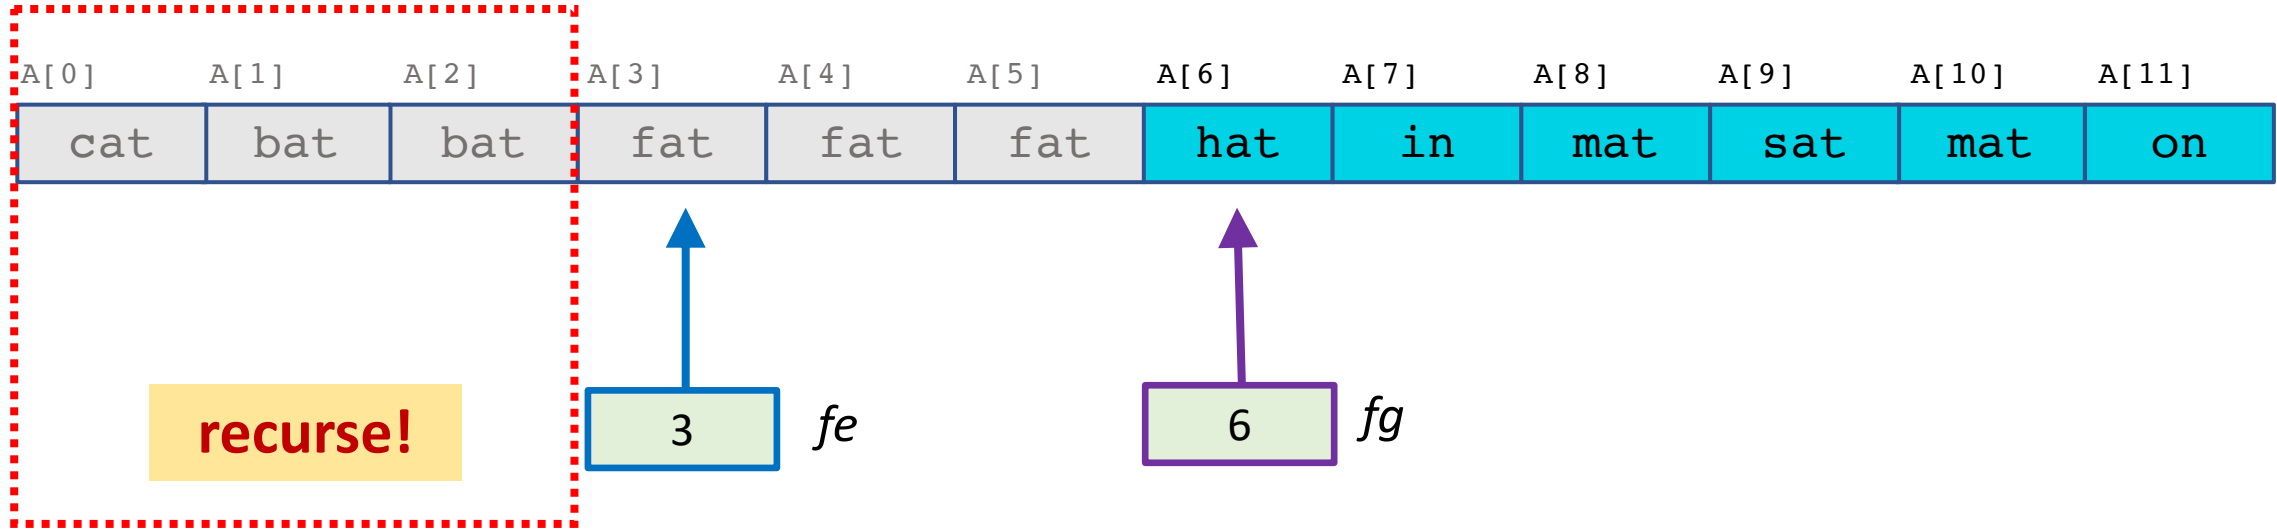 A[0] A[1] A[2] A[3] A[4] A[5] A[6] A[7] A[8] A[9] A[10] A[11]
cat bat bat fat fat fat hat in mat sat mat on
recurse! 3 fe 6 fg